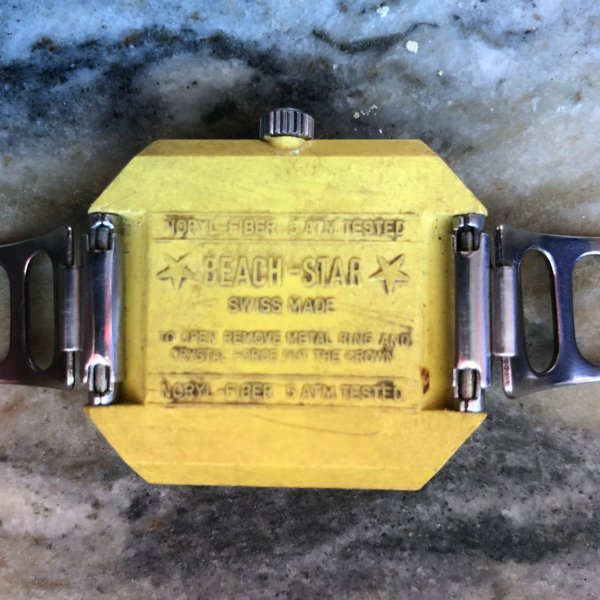 NORYL-FIBER 5 ATM.TESTED
BEACH-STAR
SWISS MADE
TO OPEN REMOVE METAL RING AND
CRYSTAL FORCE OUT THE CROWN
NORYL-FIBER 5 ATM.TESTED